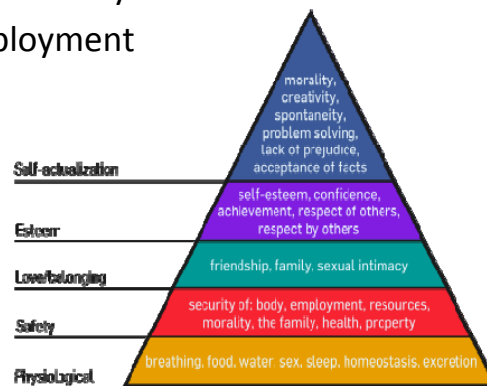 ployment
morality,
creativity,
spontaneity,
problem solving,
lack of prejudice,
acceptance of facts
Self-actualization
self-esteem, confidence,
achievement, respect of others,
respect by others
Esteem
friendship, family, sexual intimacy
Love/belonging
security of: body, employment, resources,
morality, the family, health, property
Safety
breathing, food, water, sex, sleep, homeostasis, excretion
Physiological